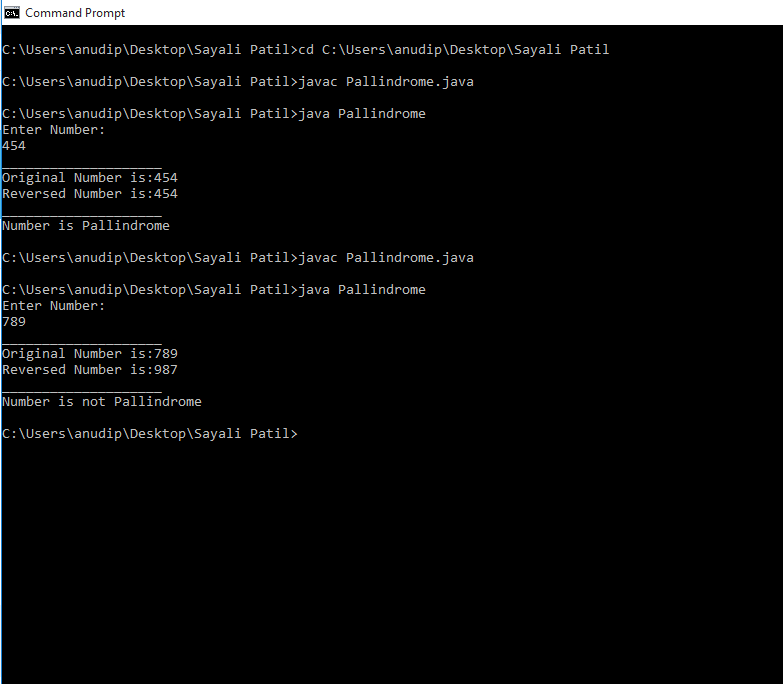 Command Prompt
C:\Users\anudip\Desktop\Sayali Patil>cd C:\Users\anudip\Desktop\Sayali Patil
C:\Users\anudip\Desktop\Sayali Patil>javac Pallindrome.java
C:\Users\anudip\Desktop\Sayali Patil>java Pallindrome
Enter Number:
454
____________________
Original Number is:454
Reversed Number is:454
____________________
Number is Pallindrome
C:\Users\anudip\Desktop\Sayali Patil>javac Pallindrome.java
C:\Users\anudip\Desktop\Sayali Patil>java Pallindrome
Enter Number:
789
____________________
Original Number is:789
Reversed Number is:987
____________________
Number is not Pallindrome
C:\Users\anudip\Desktop\Sayali Patil>